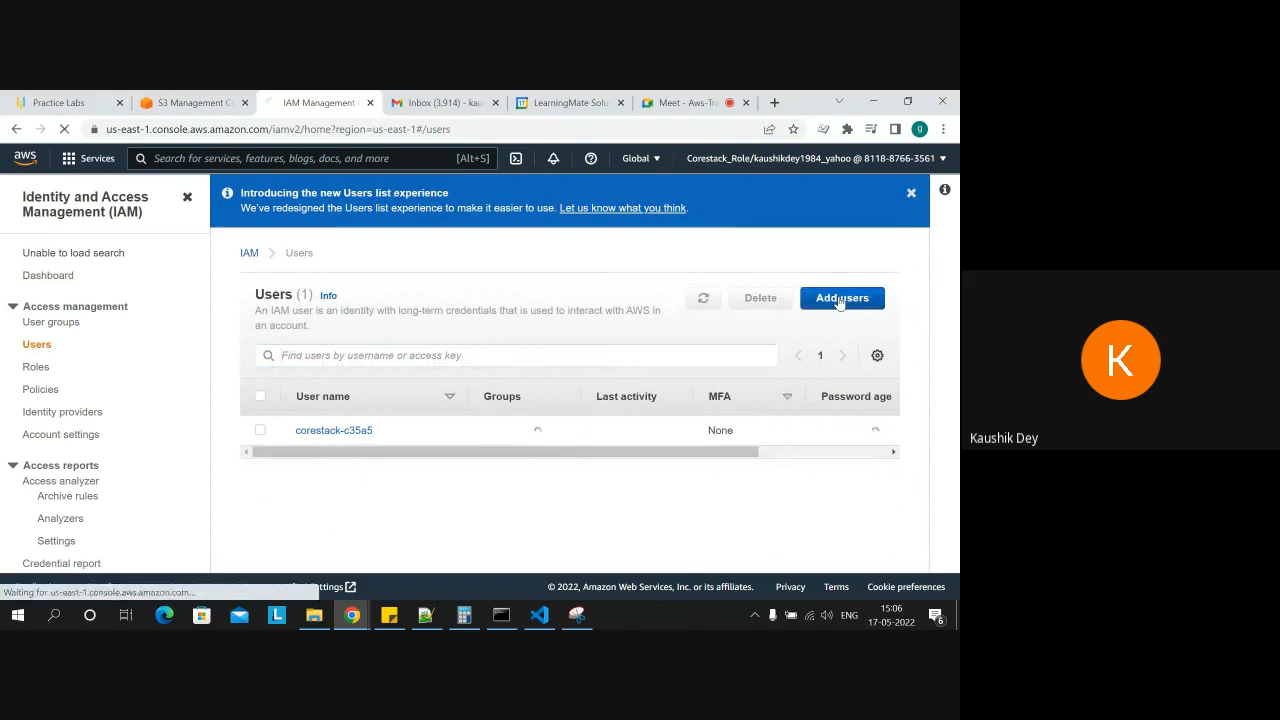 Practice Labs
S3 Management C
IAM Management
Inbox (3,914) - kau
LearningMate Solu
Meet - Aws-Tra
us-east-1.console.aws.amazon.com/iamv2/home?region=us-east-1#/users
g
aws
Services
Search for services, features, blogs, docs, and more
[Alt+S]
Global
Corestack_Role/kaushikdey1984_yahoo @ 8118-8766-3561
Identity and Access
Management (IAM)
Introducing the new Users list experience
We've redesigned the Users list experience to make it easier to use. Let us know what you think.
Unable to load search
Dashboard
Access management
User groups
Users
Roles
Policies
Identity providers
Account settings
Access reports
Access analyzer
Archive rules
Analyzers
Settings
Credential report
IAM
Users
Users (1) Info
An IAM user is an identity with long-term credentials that is used to interact with AWS in
an account.
Delete
Add users
Find users by username or access key
1
User name
Groups
Last activity
MFA
Password age
corestack-c35a5
None
Waiting for us-east-1.console.aws.amazon.com...
© 2022, Amazon Web Services, Inc. or its affiliates.
Privacy
Terms
Cookie preferences
L
ENG
15:06
17-05-2022
6
K
Kaushik Dey